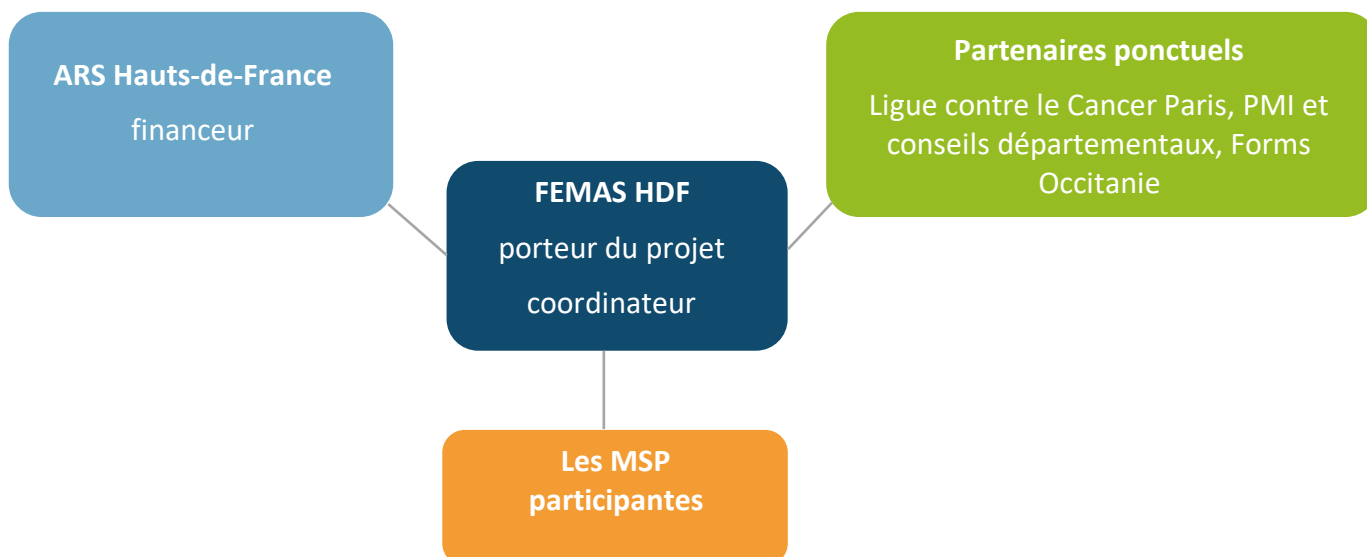 ARS Hauts-de-France
financeur
Partenaires ponctuels
Ligue contre le Cancer Paris, PMI et
conseils départementaux, Forms
Occitanie
FEMAS HDF
porteur du projet
coordinateur
Les MSP
participantes